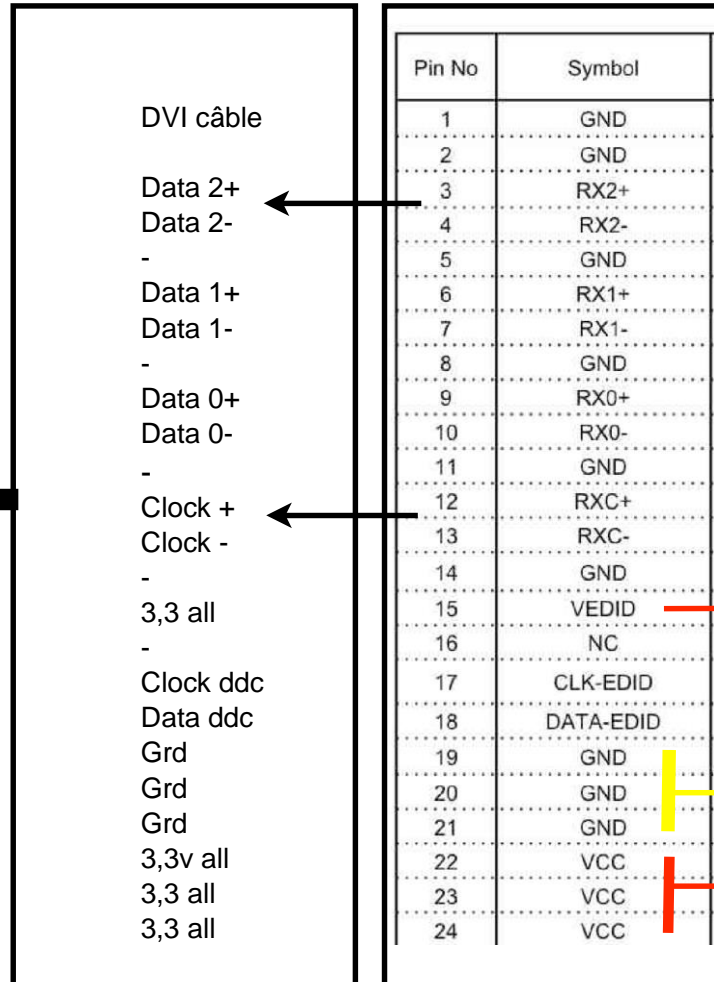 DVI câble
Data 2+
Data 2-
-
Data 1+
Data 1-
-
Data 0+
Data 0-
-
Clock +
Clock -
-
3,3 all
-
Clock ddc
Data ddc
Grd
Grd
Grd
3,3v all
3,3 all
3,3 all
Pin No Symbol
1 GND
2 GND
3 RX2+
4 RX2-
5 GND
6 RX1+
7 RX1-
8 GND
9 RX0+
10 RX0-
11 GND
12 RXC+
13 RXC-
14 GND
15 VEDID
16 NC
17 CLK-EDID
18 DATA-EDID
19 GND
20 GND
21 GND
22 VCC
23 VCC
24 VCC